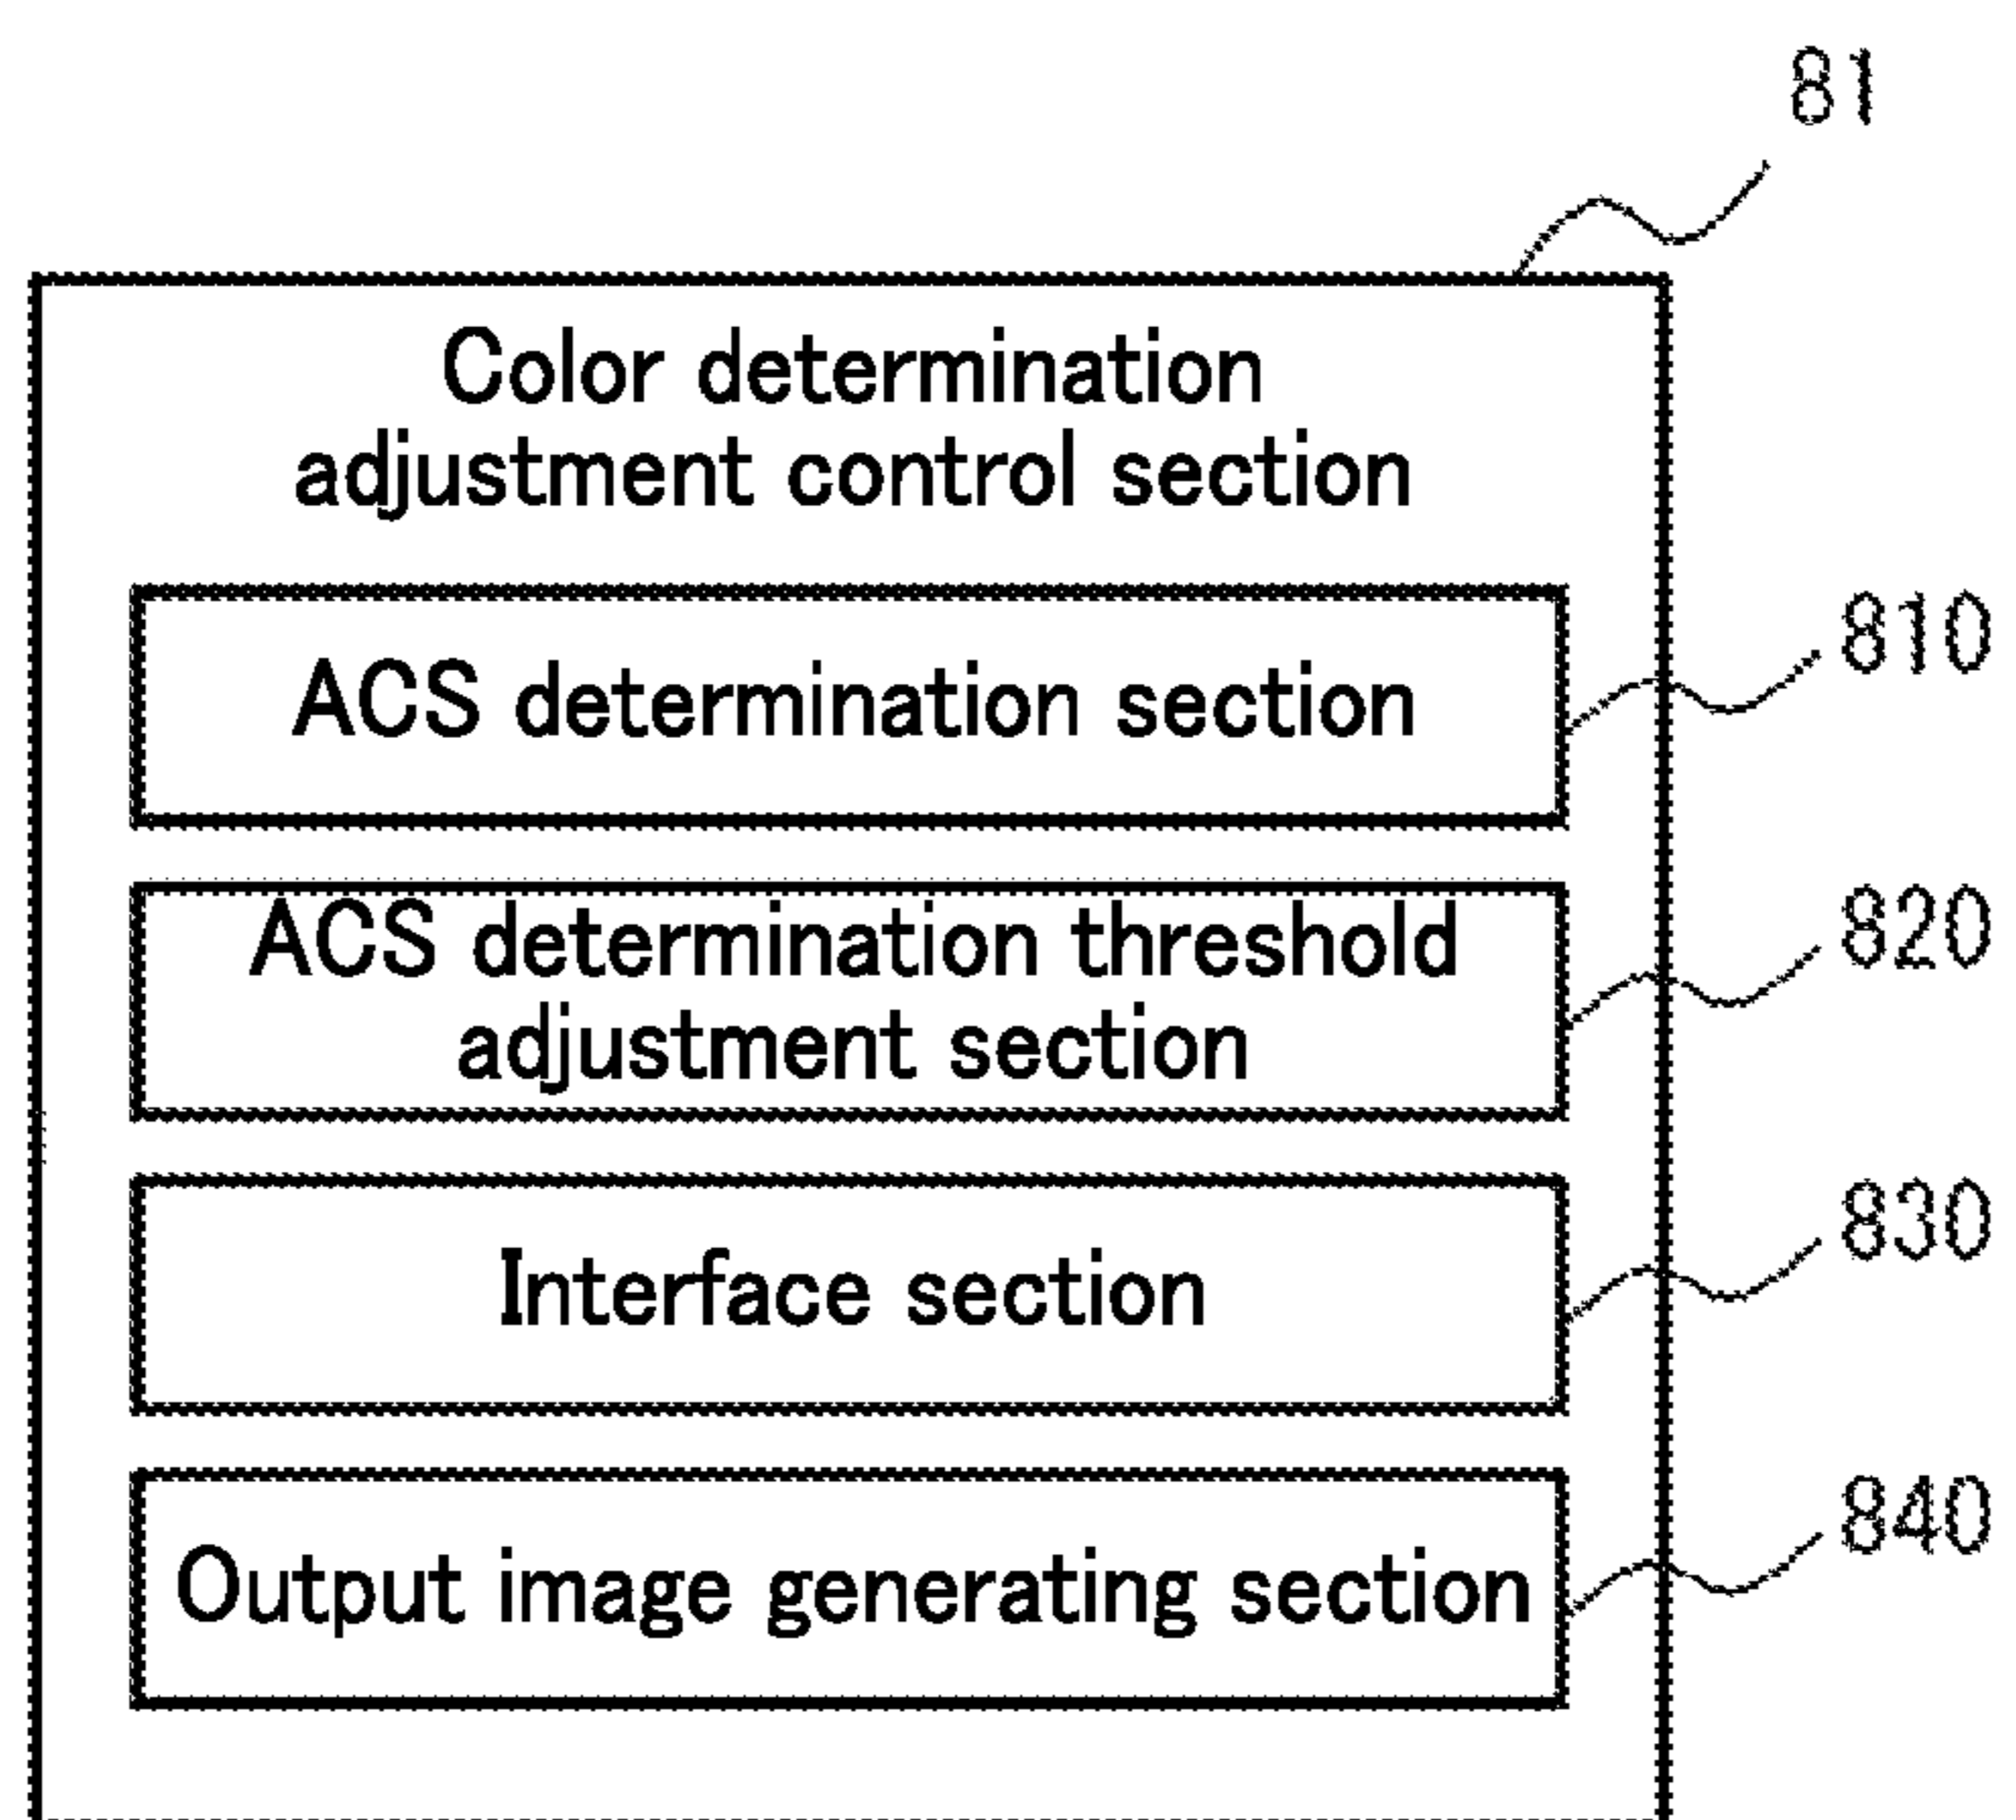 81
Color determination
adjustment control section
ACS determination section
810
ACS determination threshold
adjustment section
820
Interface section
830
Output image generating section
840